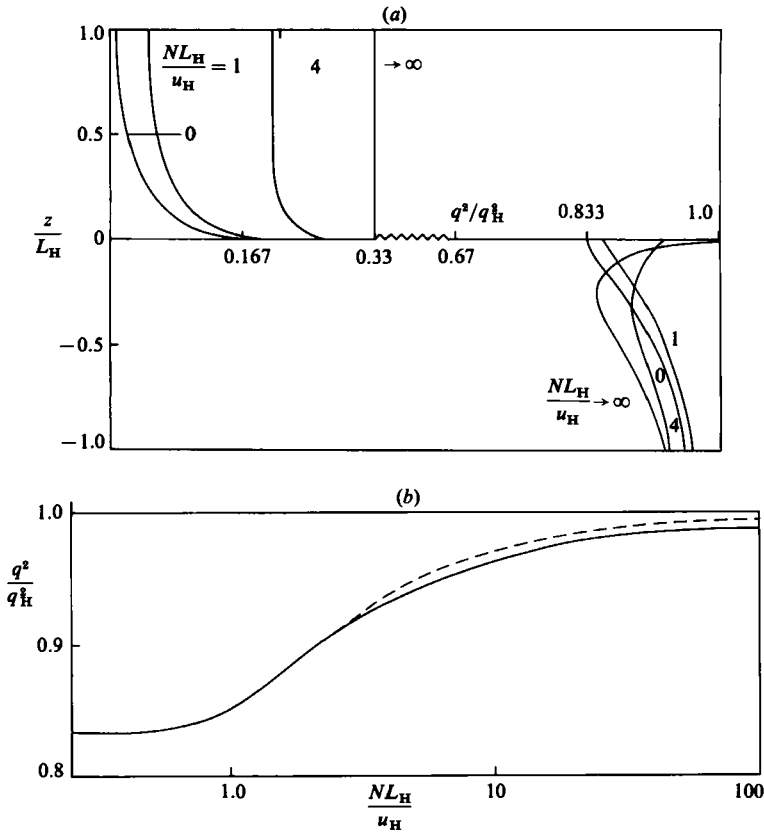 (a)
1.0
NL_H / u_H = 1
4
→ ∞
0.5
0
z / L_H
q²/q²_H
0.833
1.0
0
0.167
0.33
0.67
−0.5
1
0
NL_H / u_H → ∞
4
−1.0
(b)
1.0
q² / q²_H
0.9
0.8
1.0
NL_H / u_H
10
100